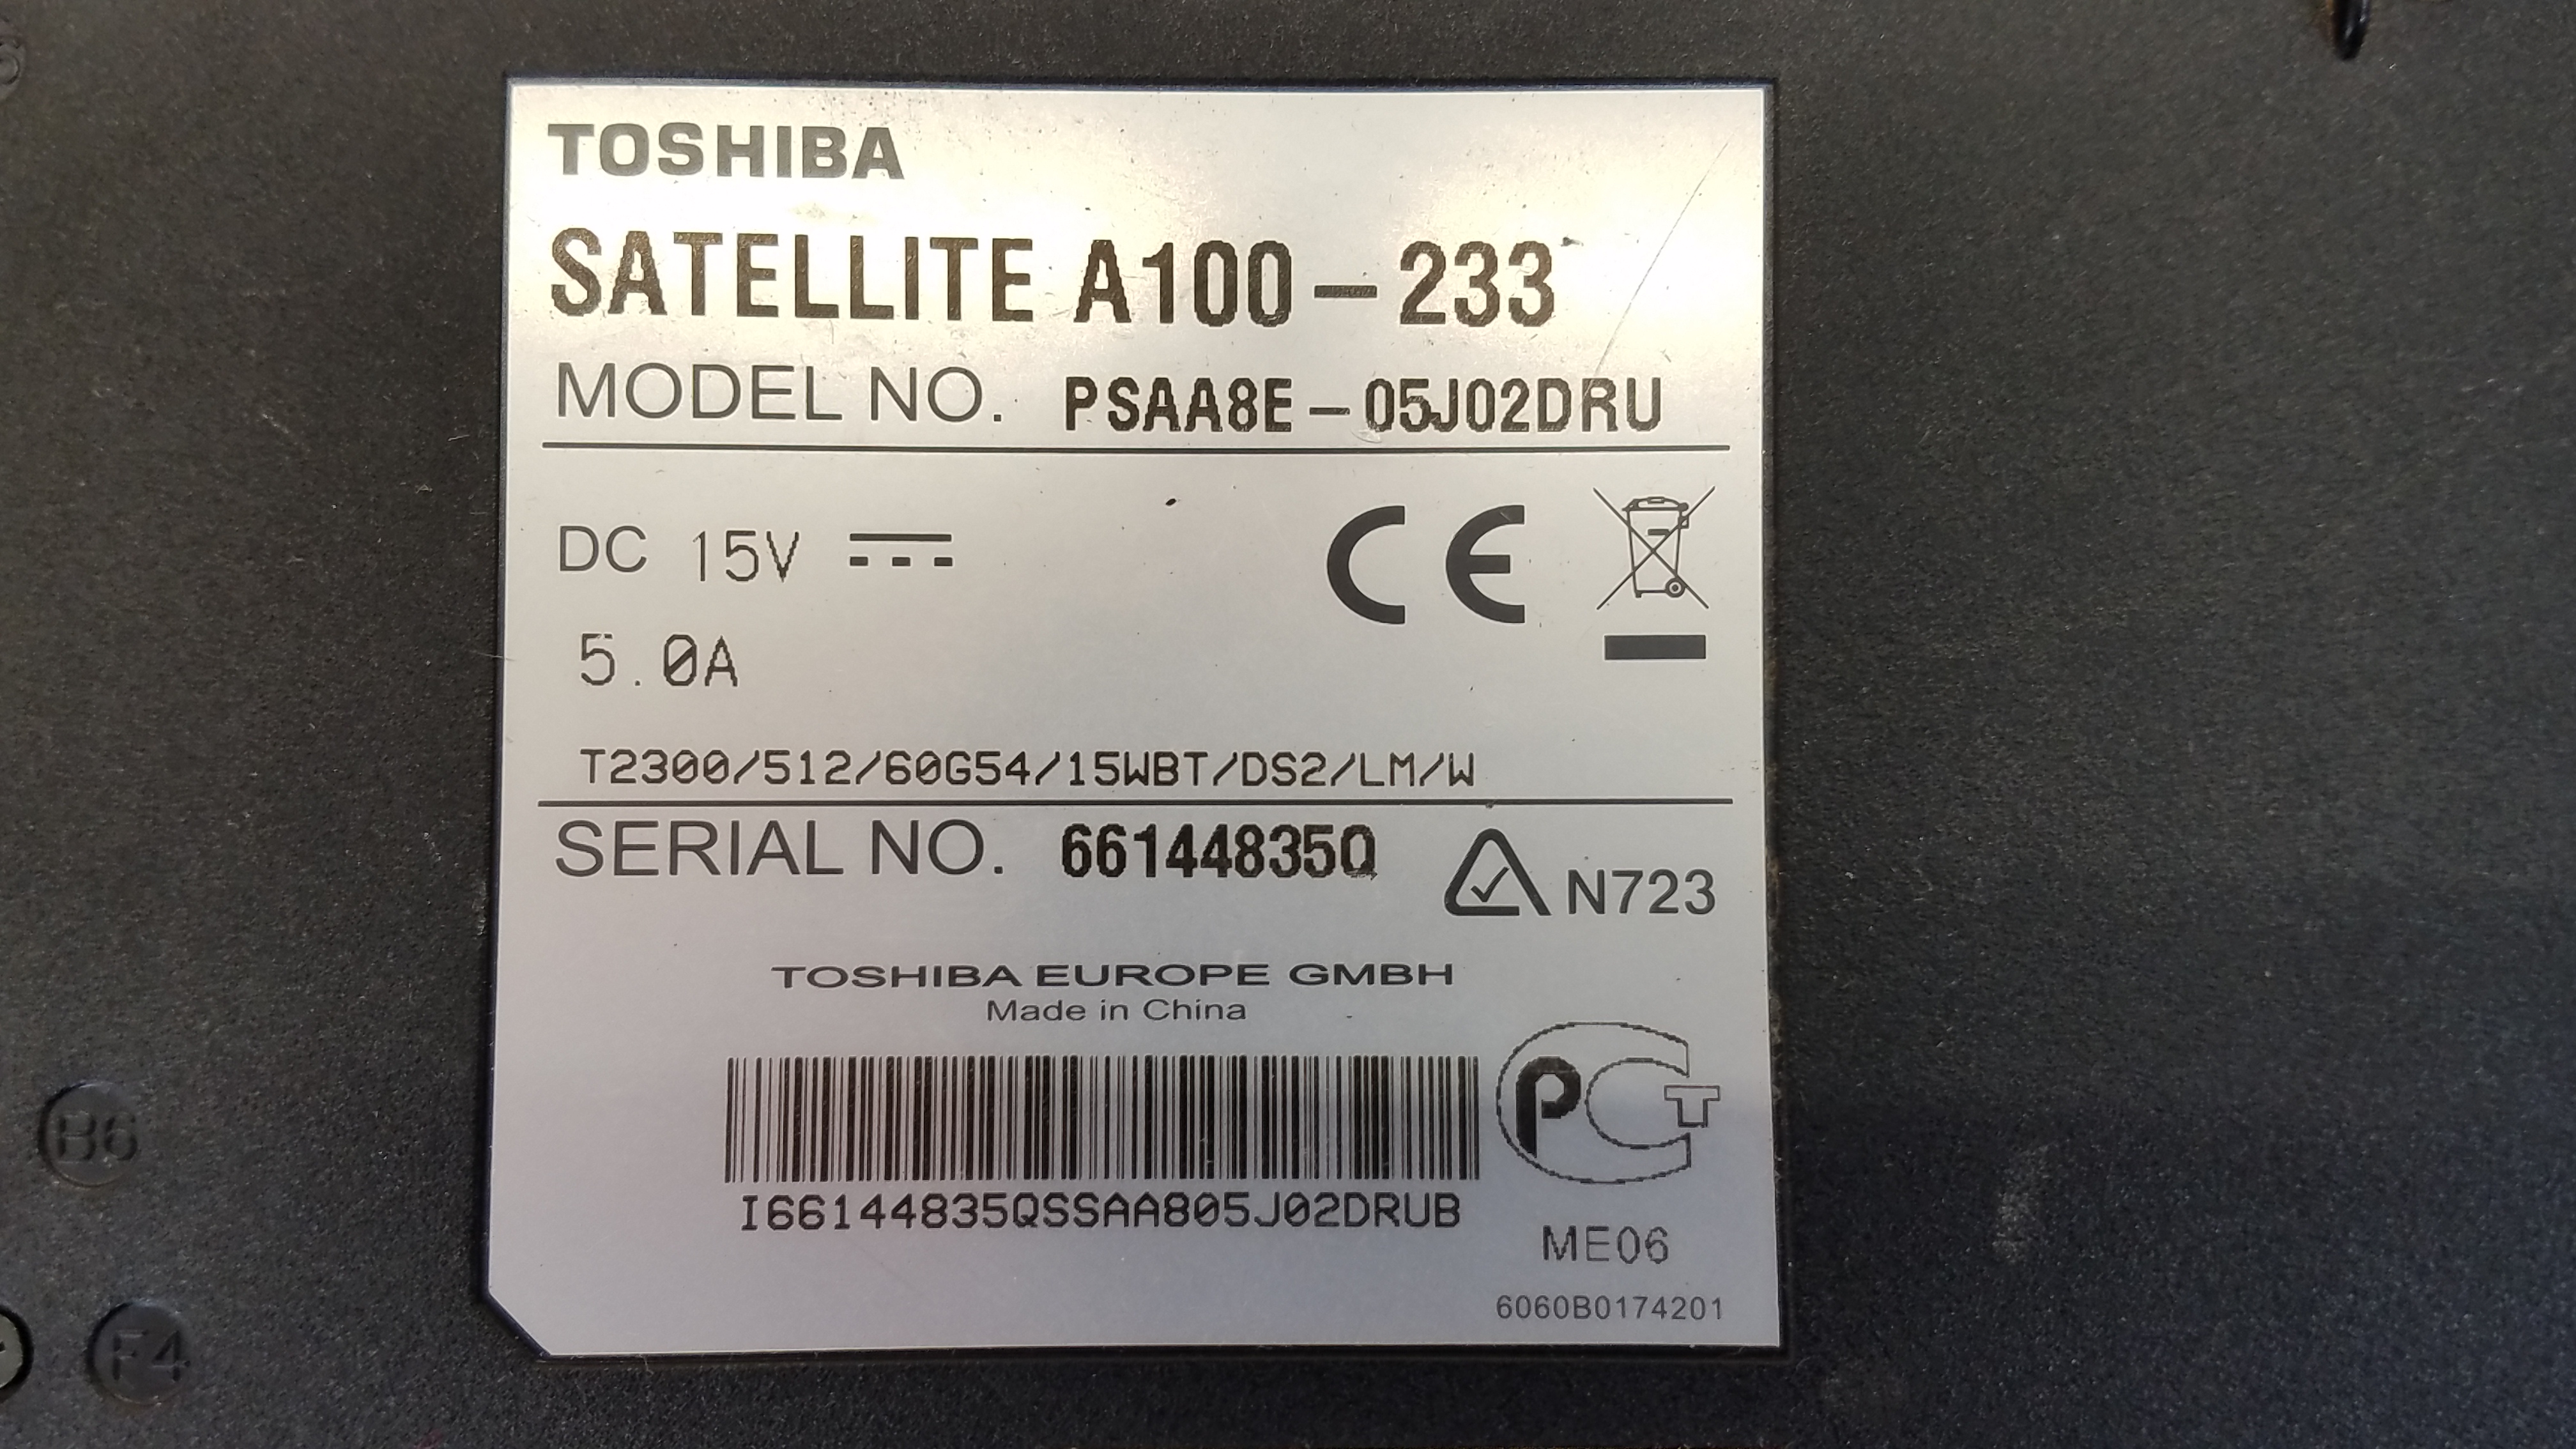 TOSHIBA
SATELLITE A100-233
MODEL NO. PSAA8E-05J02DRU
DC 15V
CE
5.0A
T2300/512/60G54/15WBT/DS2/LM/W
SERIAL NO. 66144835Q
N723
TOSHIBA EUROPE GMBH
Made in China
РСТ
I66144835QSSAA805J02DRUB
ME06
6060B0174201
B6
F4